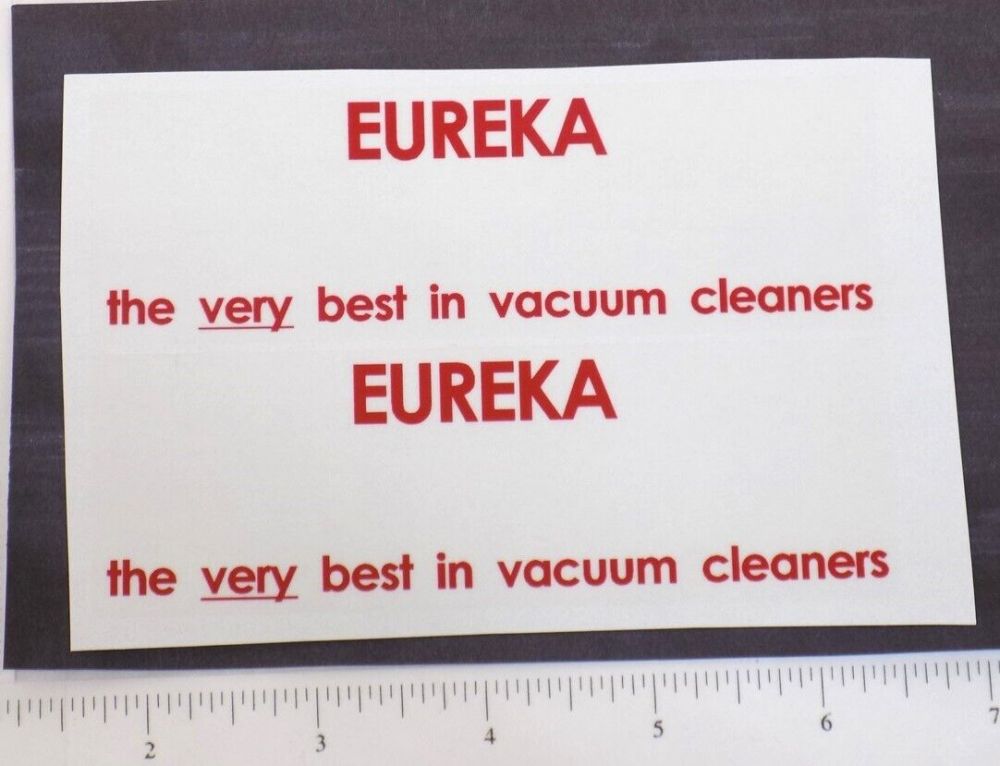 EUREKA
the very best in vacuum cleaners
EUREKA
the very best in vacuum cleaners
2 3 4 5 6 7